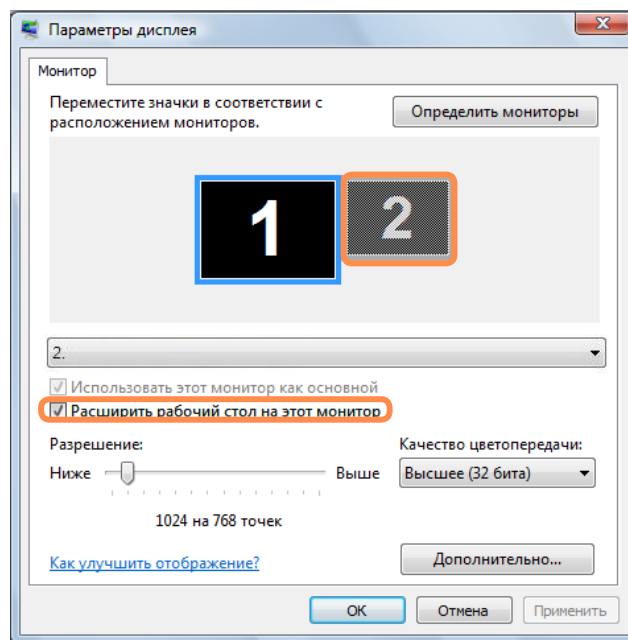 Параметры дисплея
Монитор
Переместите значки в соответствии с
расположением мониторов.
Определить мониторы
1
2
2.
Использовать этот монитор как основной
Расширить рабочий стол на этот монитор
Разрешение:
Ниже
Выше
1024 на 768 точек
Качество цветопередачи:
Высшее (32 бита)
Как улучшить отображение?
Дополнительно...
ОК
Отмена
Применить